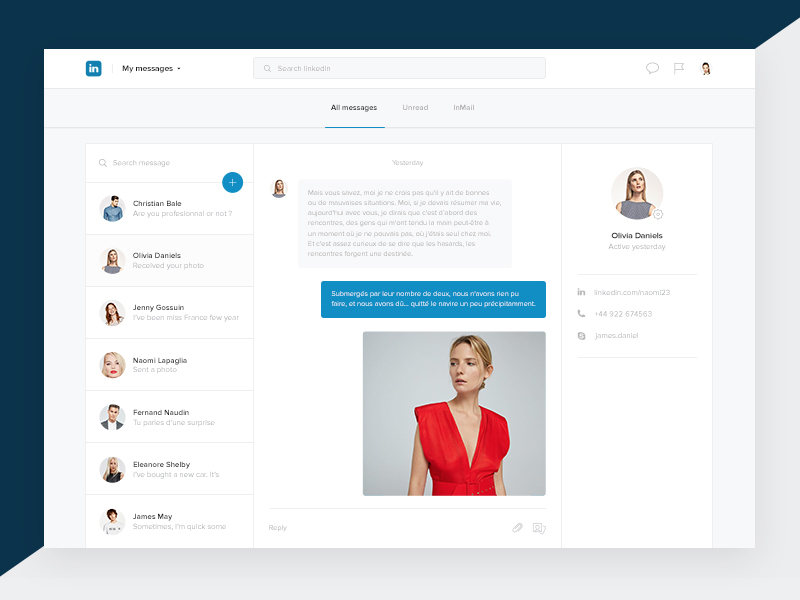 in
My messages
Search linkedin
All messages
Unread
InMail
Search message
Christian Bale
Are you profesionnal or not ?
Olivia Daniels
Received your photo
Jenny Gossuin
I've been miss France few year
Naomi Lapaglia
Sent a photo
Fernand Naudin
Tu parles d'une surprise
Eleanore Shelby
I've bought a new car. It's
James May
Sometimes, I'm quick some
Yesterday
Mais vous savez, moi je ne crois pas qu'il y ait de bonnes
ou de mauvaises situations. Moi, si je devais résumer ma vie,
aujourd'hui avec vous, je dirais que c'est d'abord des
rencontres, des gens qui m'ont tendu la main peut-être à
un moment où je ne pouvais pas, où j'étais seul chez moi.
Et c'est assez curieux de se dire que les hasards, les
rencontres forgent une destinée.
Submergés par leur nombre de deux, nous n'avons rien pu
faire, et nous avons dû... quitté le navire un peu précipitamment.
Reply
Olivia Daniels
Active yesterday
in
linkedin.com/naomi23
+44 922 674563
james.daniel